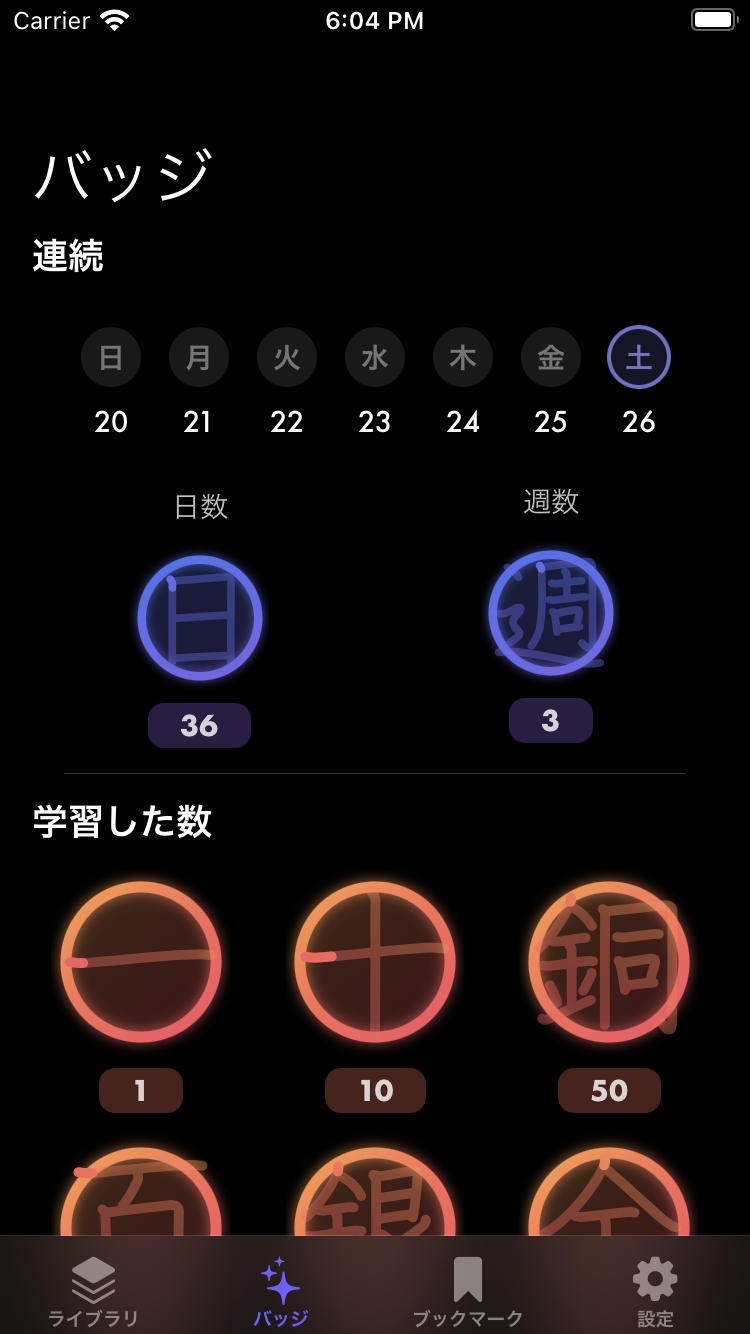 Carrier 6:04 PM
バッジ
連続
日 月 火 水 木 金 土
20 21 22 23 24 25 26
日数 週数
日 週
36 3
学習した数
一 十 銅
1 10 50
百 銀 金
ライブラリ バッジ ブックマーク 設定